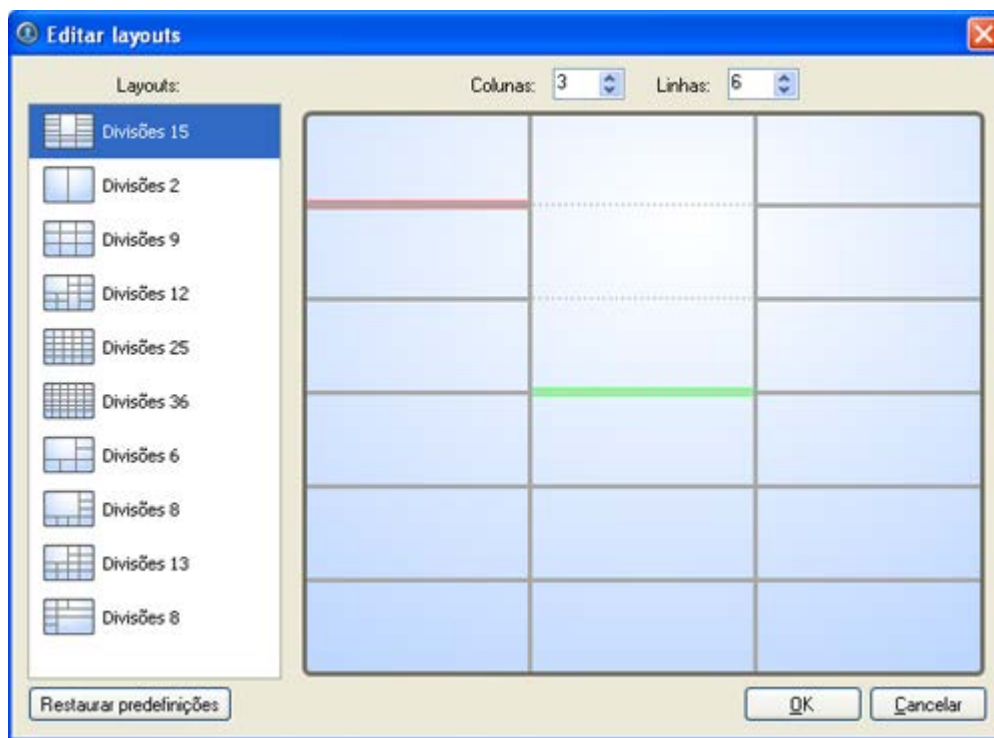 Editar layouts
Layouts:
Colunas: 3 Linhas: 6
Divisões 15
Divisões 2
Divisões 9
Divisões 12
Divisões 25
Divisões 36
Divisões 6
Divisões 8
Divisões 13
Divisões 8
Restaurar predefinições
OK
Cancelar